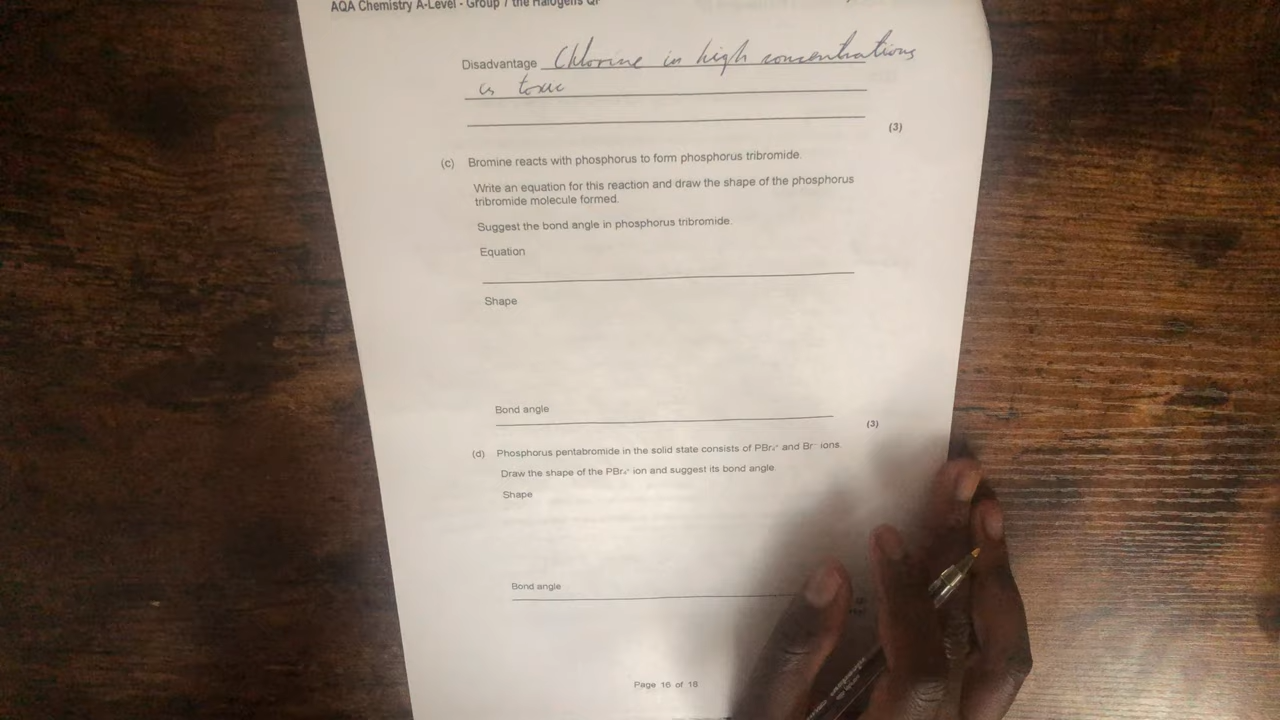 AQA Chemistry A-Level - Group 7 the Halogens QP
Disadvantage Chlorine in high concentrations
is toxic
(3)
(c) Bromine reacts with phosphorus to form phosphorus tribromide.
Write an equation for this reaction and draw the shape of the phosphorus
tribromide molecule formed.
Suggest the bond angle in phosphorus tribromide.
Equation
Shape
Bond angle
(3)
(d) Phosphorus pentabromide in the solid state consists of PBr₄⁺ and Br⁻ ions.
Draw the shape of the PBr₄⁺ ion and suggest its bond angle.
Shape
Bond angle
Page 16 of 18